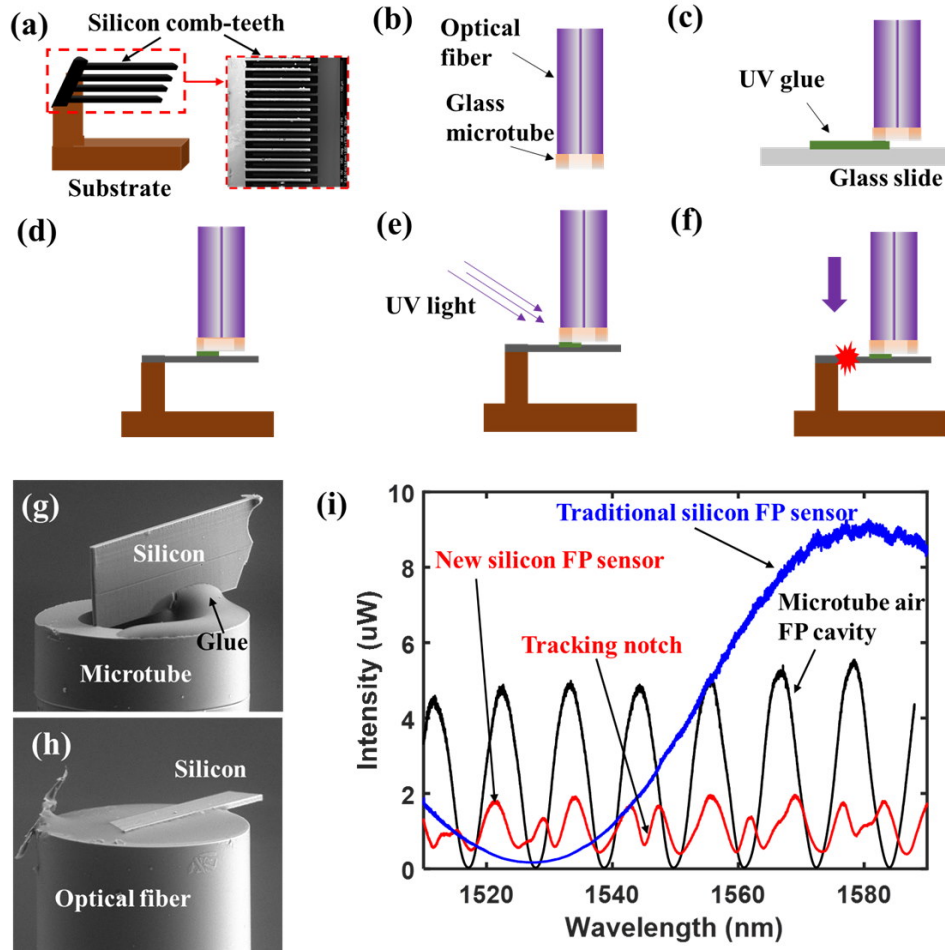 (a)
Silicon comb-teeth
Substrate
(b)
Optical
fiber
Glass
microtube
(c)
UV glue
Glass slide
(d)
(e)
UV light
(f)
(g)
Silicon
Glue
Microtube
(h)
Silicon
Optical fiber
(i)
10
8
6
4
2
0
Intensity (uW)
Traditional silicon FP sensor
New silicon FP sensor
Microtube air
FP cavity
Tracking notch
1520
1540
1560
1580
Wavelength (nm)